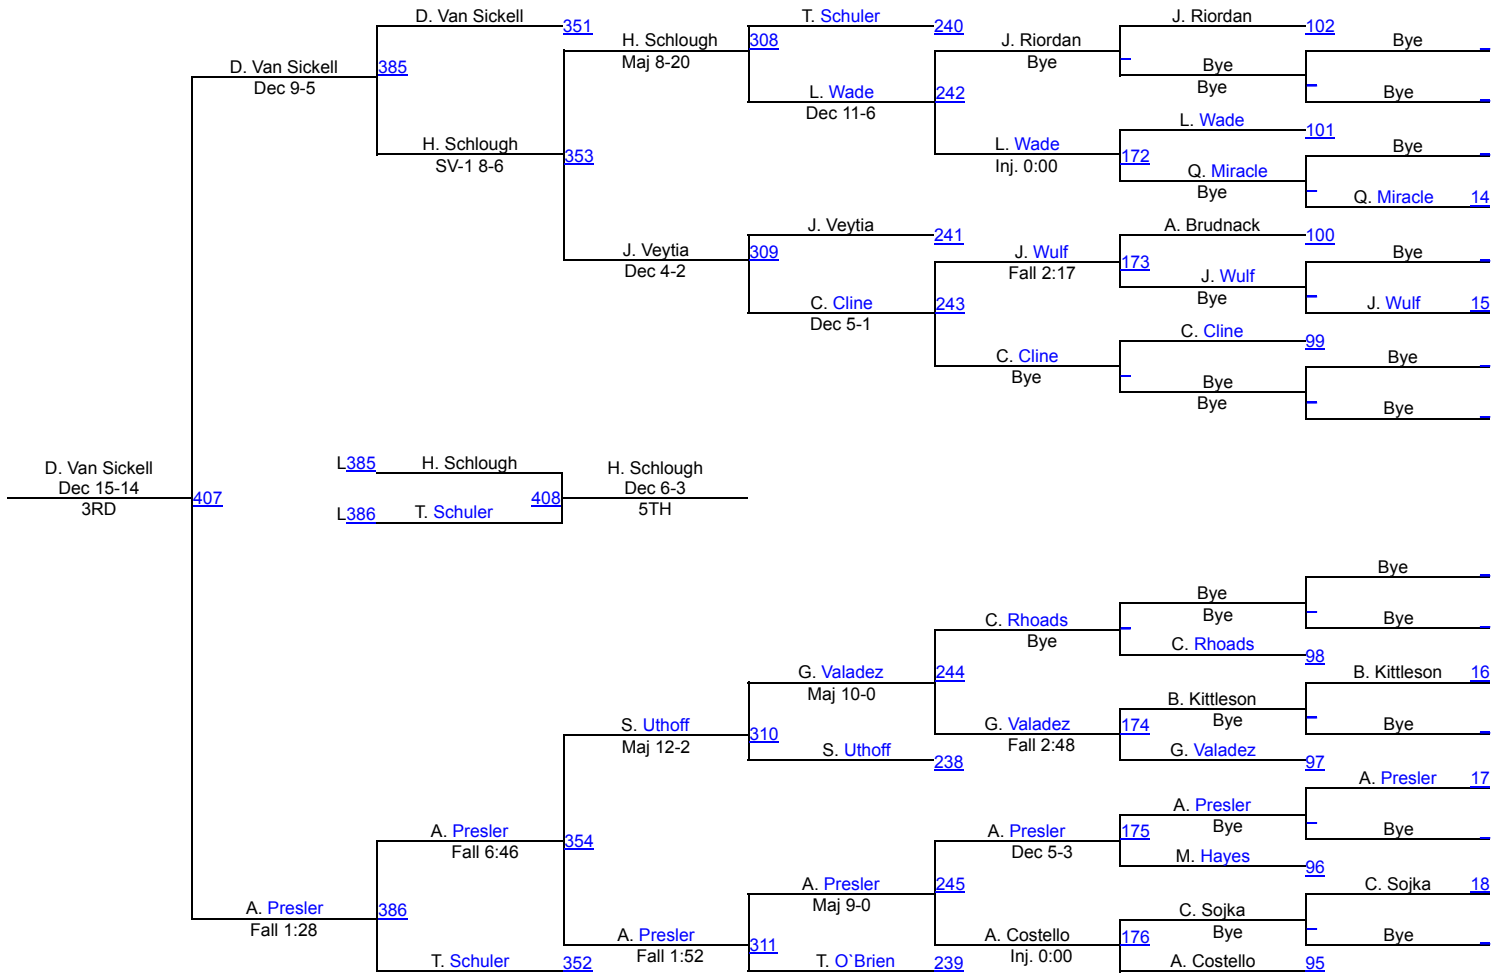 D. Van Sickell 351 T. Schuler 240 J. Riordan 102
H. Schlough 308 J. Riordan Bye
D. Van Sickell 385 Maj 8-20 Bye Bye
Dec 9-5 L. Wade 242 Bye Bye
Dec 11-6 L. Wade 101
H. Schlough 353 L. Wade 172 Bye
SV-1 8-6 Inj. 0:00 Q. Miracle
Bye Q. Miracle 14
J. Veytia 241 A. Brudnack 100
J. Veytia 309 J. Wulf 173 Bye
Dec 4-2 Fall 2:17 J. Wulf
C. Cline 243 Bye J. Wulf 15
Dec 5-1 C. Cline 99
C. Cline Bye
Bye Bye
Bye Bye
D. Van Sickell L385 H. Schlough H. Schlough
Dec 15-14 407 408 Dec 6-3
3RD L386 T. Schuler 5TH
Bye
Bye
C. Rhoads Bye Bye
Bye C. Rhoads 98
G. Valadez 244 B. Kittleson 16
Maj 10-0 B. Kittleson
S. Uthoff 310 G. Valadez 174 Bye Bye
Maj 12-2 S. Uthoff 238 Fall 2:48 G. Valadez 97
A. Presler 17
A. Presler
A. Presler 354 A. Presler 175 Bye Bye
Fall 6:46 Dec 5-3 M. Hayes 96
A. Presler 245 C. Sojka 18
A. Presler 386 Maj 9-0 C. Sojka
Fall 1:28 A. Presler 311 A. Costello 176 Bye Bye
Fall 1:52 Inj. 0:00
T. Schuler 352 T. O`Brien 239 A. Costello 95